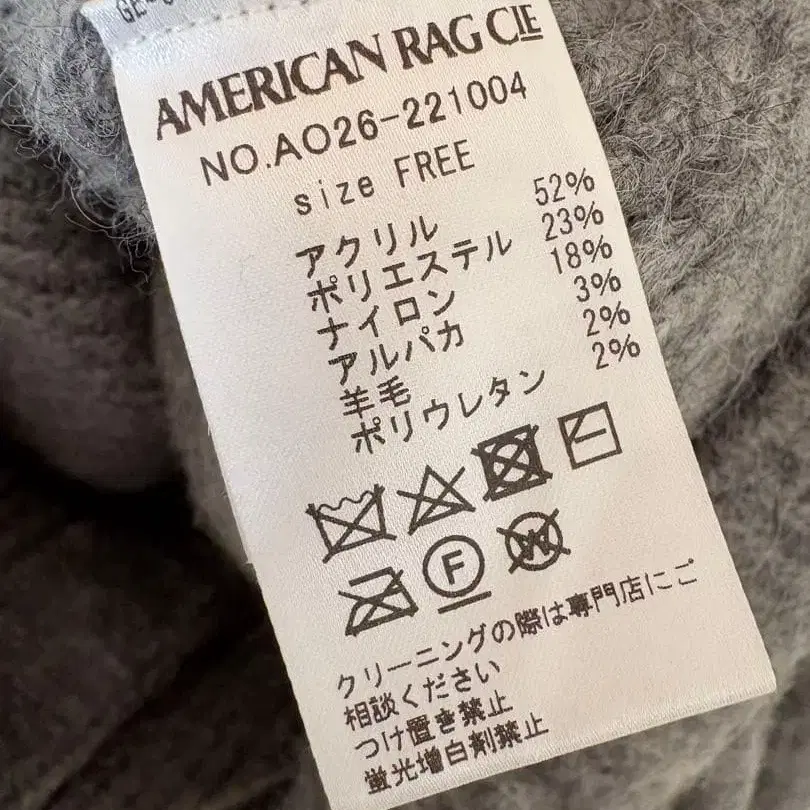 AMERICAN RAG CIE
NO.AO26-221004
size FREE
アクリル 52%
ポリエステル 23%
ナイロン 18%
アルパカ 3%
羊毛 2%
ポリウレタン 2%
F W
クリーニングの際は専門店にご
相談ください
つけ置き禁止
蛍光増白剤禁止